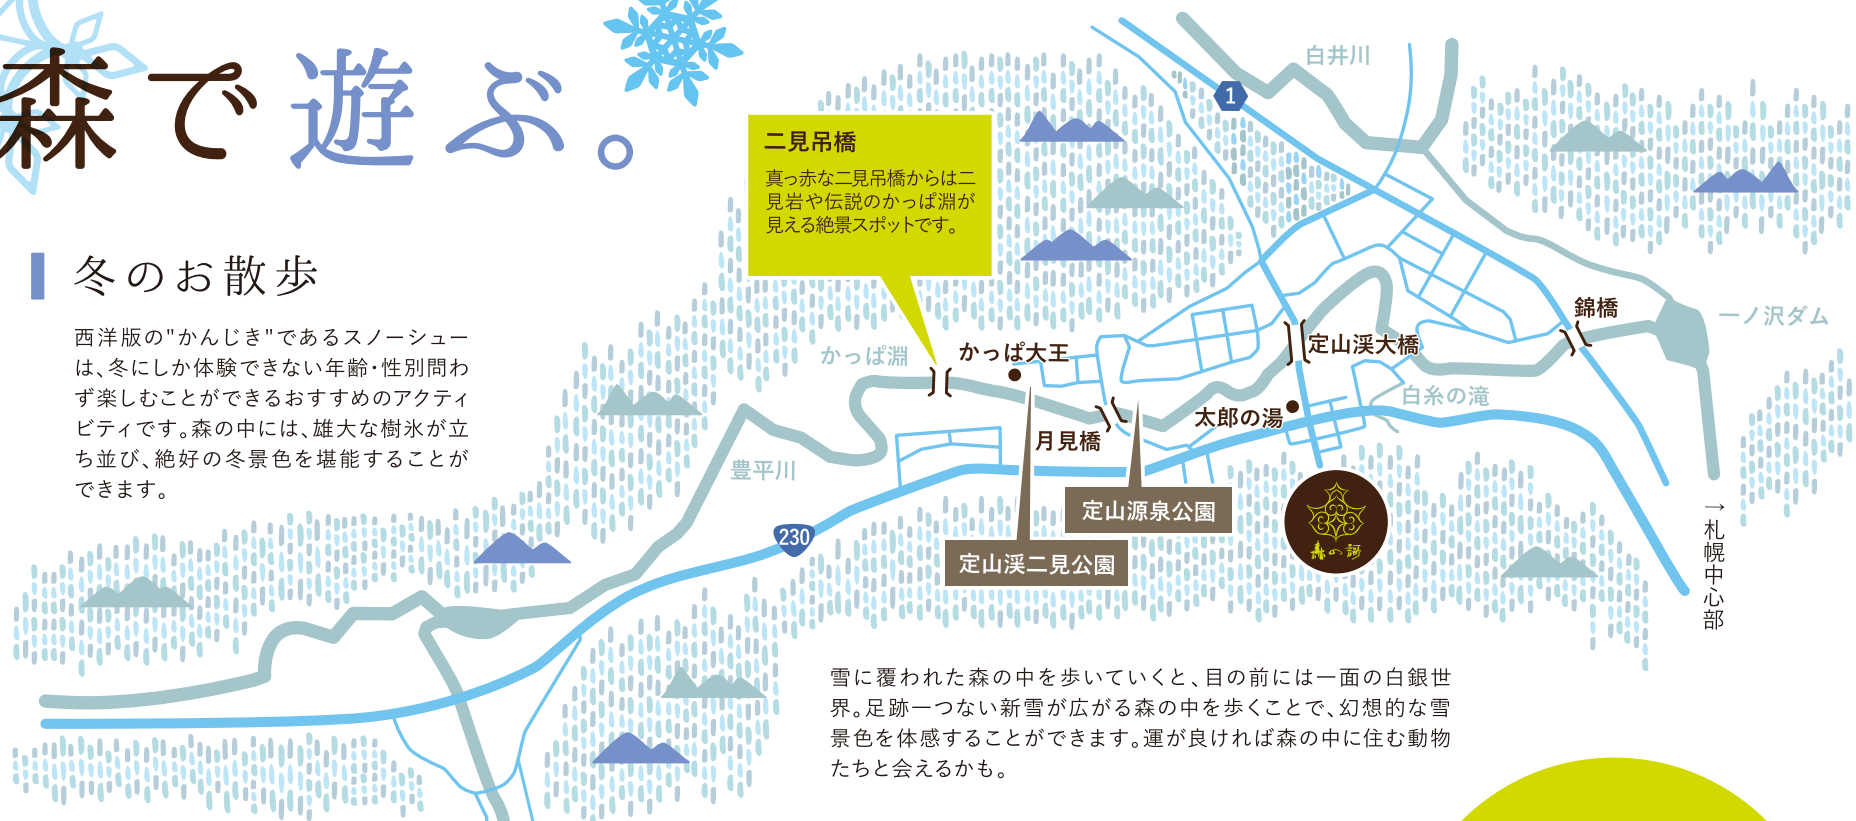 森で遊ぶ。
冬のお散歩
西洋版の"かんじき"であるスノーシュー
は、冬にしか体験できない年齢・性別問わ
ず楽しむことができるおすすめのアクティ
ビティです。森の中には、雄大な樹氷が立
ち並び、絶好の冬景色を堪能することが
できます。
二見吊橋
真っ赤な二見吊橋からは二
見岩や伝説のかっぱ淵が
見える絶景スポットです。
白井川
1
錦橋
一ノ沢ダム
かっぱ淵
かっぱ大王
定山渓大橋
白糸の滝
太郎の湯
月見橋
豊平川
定山源泉公園
230
定山渓二見公園
森の謌
→札幌中心部
雪に覆われた森の中を歩いていくと、目の前には一面の白銀世
界。足跡一つない新雪が広がる森の中を歩くことで、幻想的な雪
景色を体感することができます。運が良ければ森の中に住む動物
たちと会えるかも。